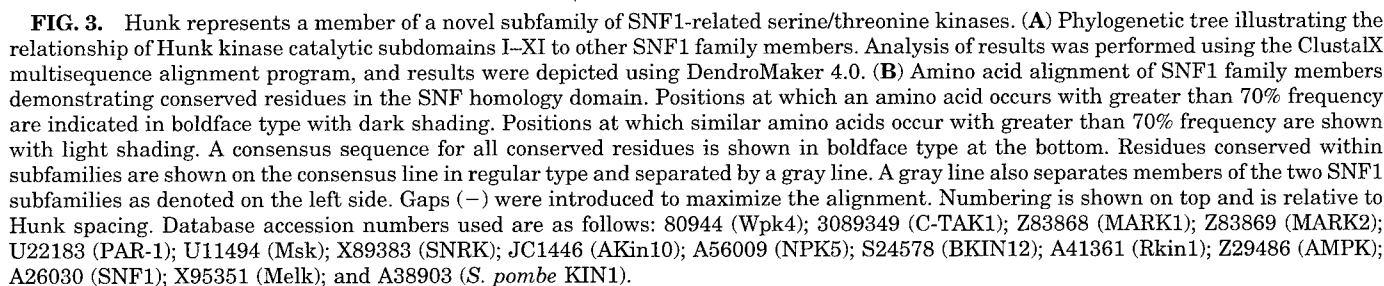 FIG. 3. Hunk represents a member of a novel subfamily of SNF1-related serine/threonine kinases. (A) Phylogenetic tree illustrating the
relationship of Hunk kinase catalytic subdomains I–XI to other SNF1 family members. Analysis of results was performed using the ClustalX
multisequence alignment program, and results were depicted using DendroMaker 4.0. (B) Amino acid alignment of SNF1 family members
demonstrating conserved residues in the SNF homology domain. Positions at which an amino acid occurs with greater than 70% frequency
are indicated in boldface type with dark shading. Positions at which similar amino acids occur with greater than 70% frequency are shown
with light shading. A consensus sequence for all conserved residues is shown in boldface type at the bottom. Residues conserved within
subfamilies are shown on the consensus line in regular type and separated by a gray line. A gray line also separates members of the two SNF1
subfamilies as denoted on the left side. Gaps (−) were introduced to maximize the alignment. Numbering is shown on top and is relative to
Hunk spacing. Database accession numbers used are as follows: 80944 (Wpk4); 3089349 (C-TAK1); Z83868 (MARK1); Z83869 (MARK2);
U22183 (PAR-1); U11494 (Msk); X89383 (SNRK); JC1446 (AKin10); A56009 (NPK5); S24578 (BKIN12); A41361 (Rkin1); Z29486 (AMPK);
A26030 (SNF1); X95351 (Melk); and A38903 (S. pombe KIN1).